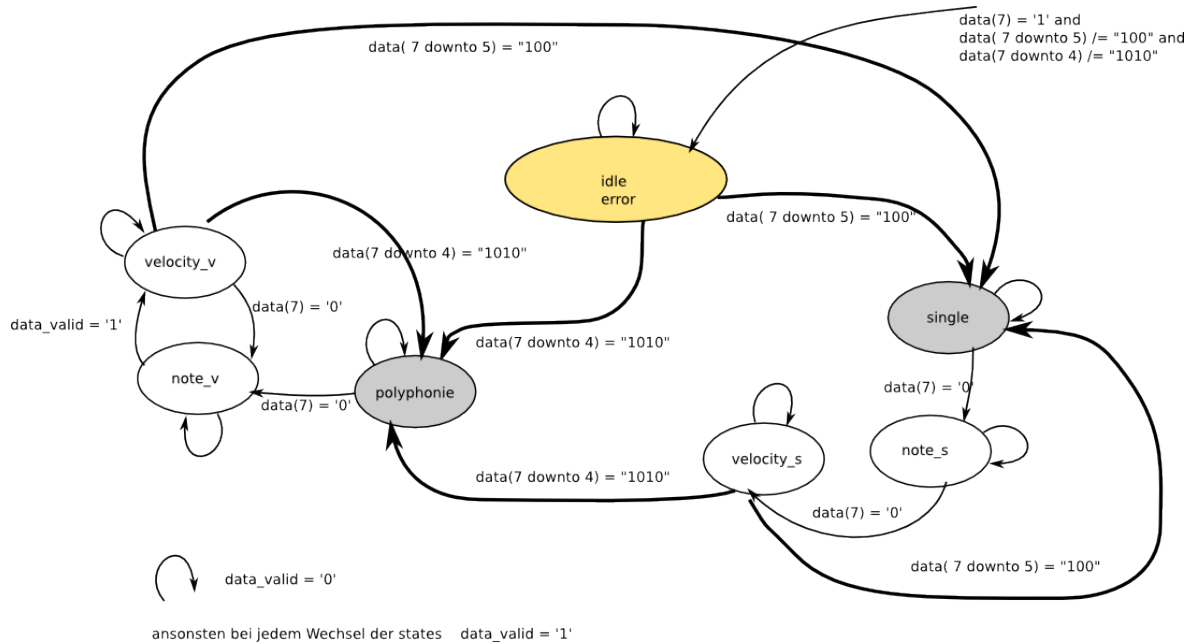 data(7) = '1' and
data( 7 downto 5) /= "100" and
data(7 downto 4) /= "1010"
data( 7 downto 5) = "100"
idle
error
data( 7 downto 5) = "100"
data(7 downto 4) = "1010"
velocity_v
data(7) = '0'
data_valid = '1'
single
data(7 downto 4) = "1010"
note_v
polyphonie
data(7) = '0'
data(7) = '0'
velocity_s
note_s
data(7 downto 4) = "1010"
data(7) = '0'
data( 7 downto 5) = "100"
data_valid = '0'
ansonsten bei jedem Wechsel der states data_valid = '1'